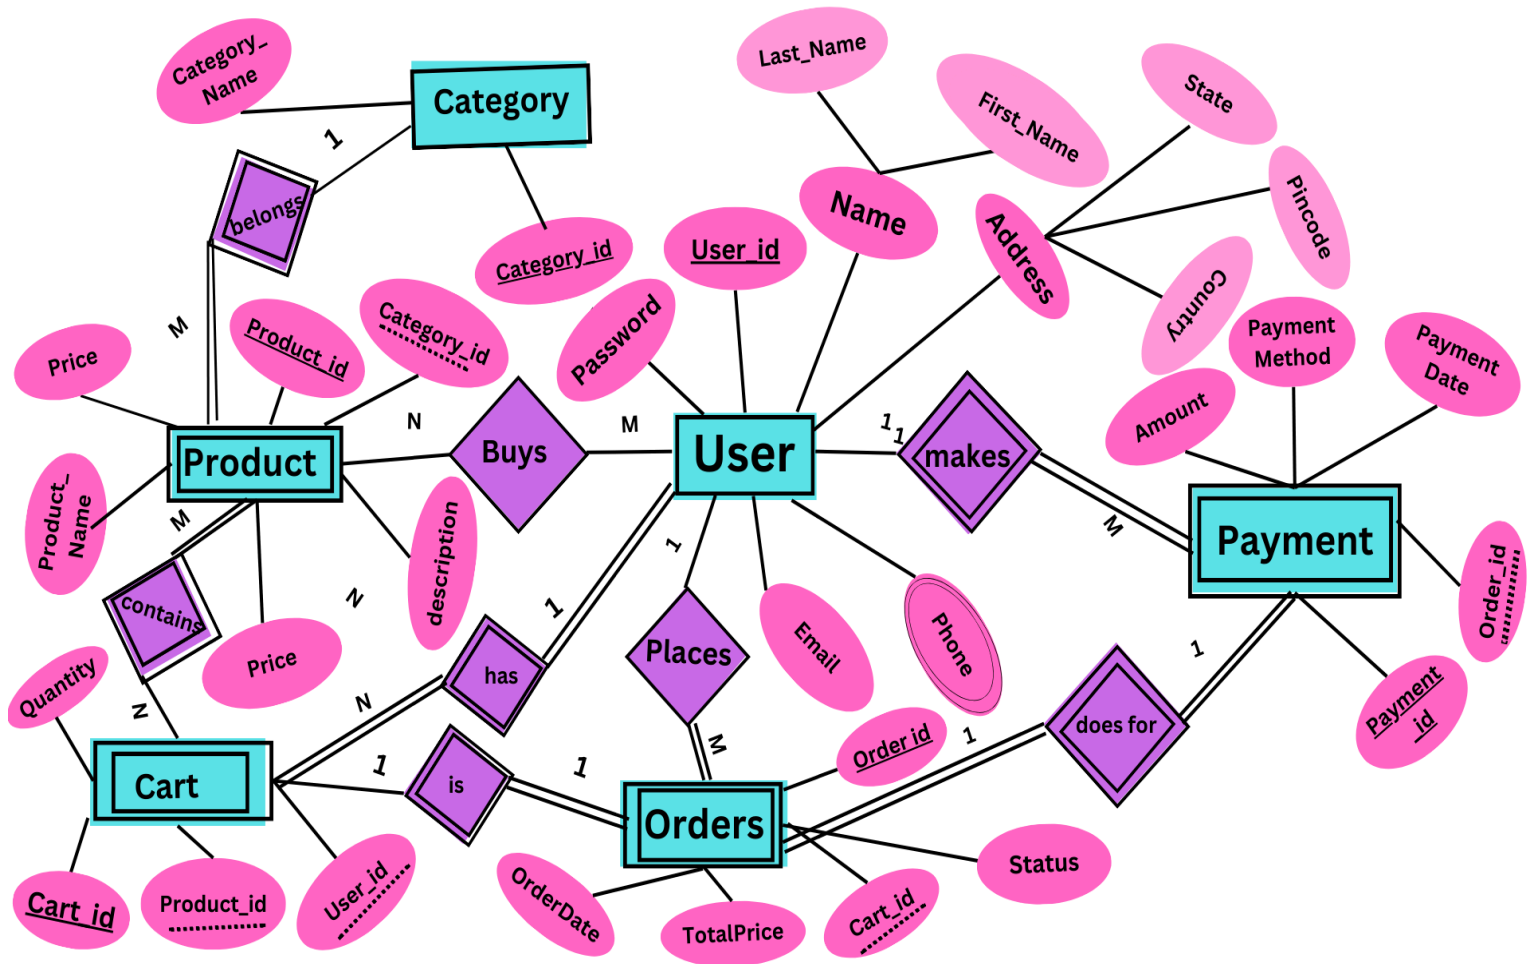 Category_
Name
Category
1
Last_Name
First_Name
State
belongs
Category_id
Name
User_id
Address
Pincode
Country
M
Price
Product_id
Category_id
Password
Payment
Method
Payment
Date
Amount
N
M
1
1
Product
Buys
User
makes
Product_
Name
M
description
M
Payment
Order_id
contains
N
1
1
Email
Phone
Price
has
Places
1
Quantity
N
N
M
Order id
1
does for
Payment
id
Cart
1
is
1
Orders
Status
Cart_id
Product_id
User_id
OrderDate
TotalPrice
Cart_id